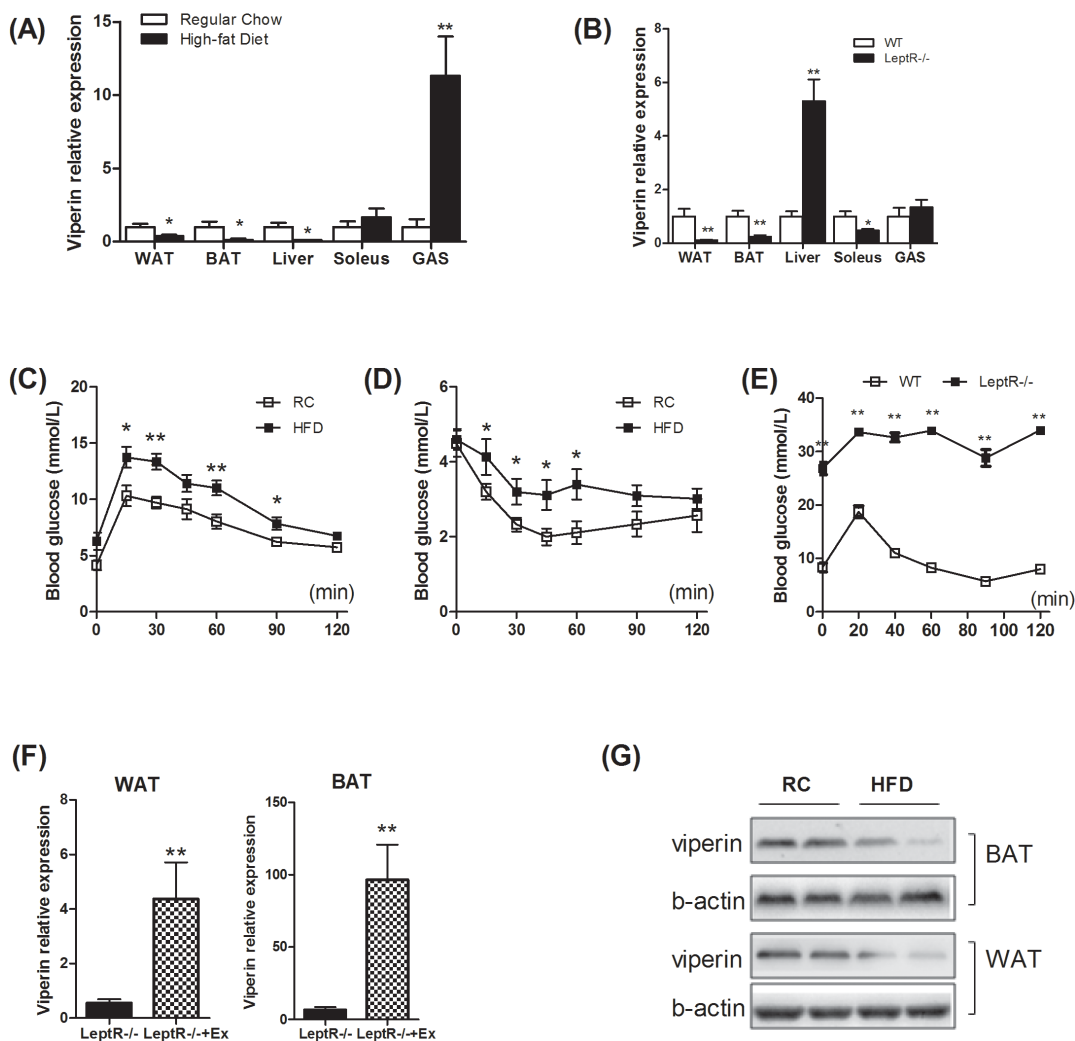 (A)
Regular Chow
High-fat Diet
Viperin relative expression
15
10
5
0
*
*
*
**
WAT BAT Liver Soleus GAS
(B)
WT
LeptR-/-
Viperin relative expression
8
6
4
2
0
**
**
**
*
WAT BAT Liver Soleus GAS
(C)
RC
HFD
Blood glucose (mmol/L)
20
15
10
5
0
* ** ** *
(min)
0 30 60 90 120
(D)
RC
HFD
Blood glucose (mmol/L)
6
4
2
0
* * * *
(min)
0 30 60 90 120
(E)
WT LeptR-/-
Blood glucose (mmol/L)
40
30
20
10
0
** ** ** ** ** **
(min)
0 20 40 60 80 100 120
(F)
WAT
Viperin relative expression
8
6
4
2
0
**
LeptR-/- LeptR-/-+Ex
BAT
Viperin relative expression
150
100
50
0
**
LeptR-/- LeptR-/-+Ex
(G)
RC HFD
viperin
b-actin
BAT
viperin
b-actin
WAT